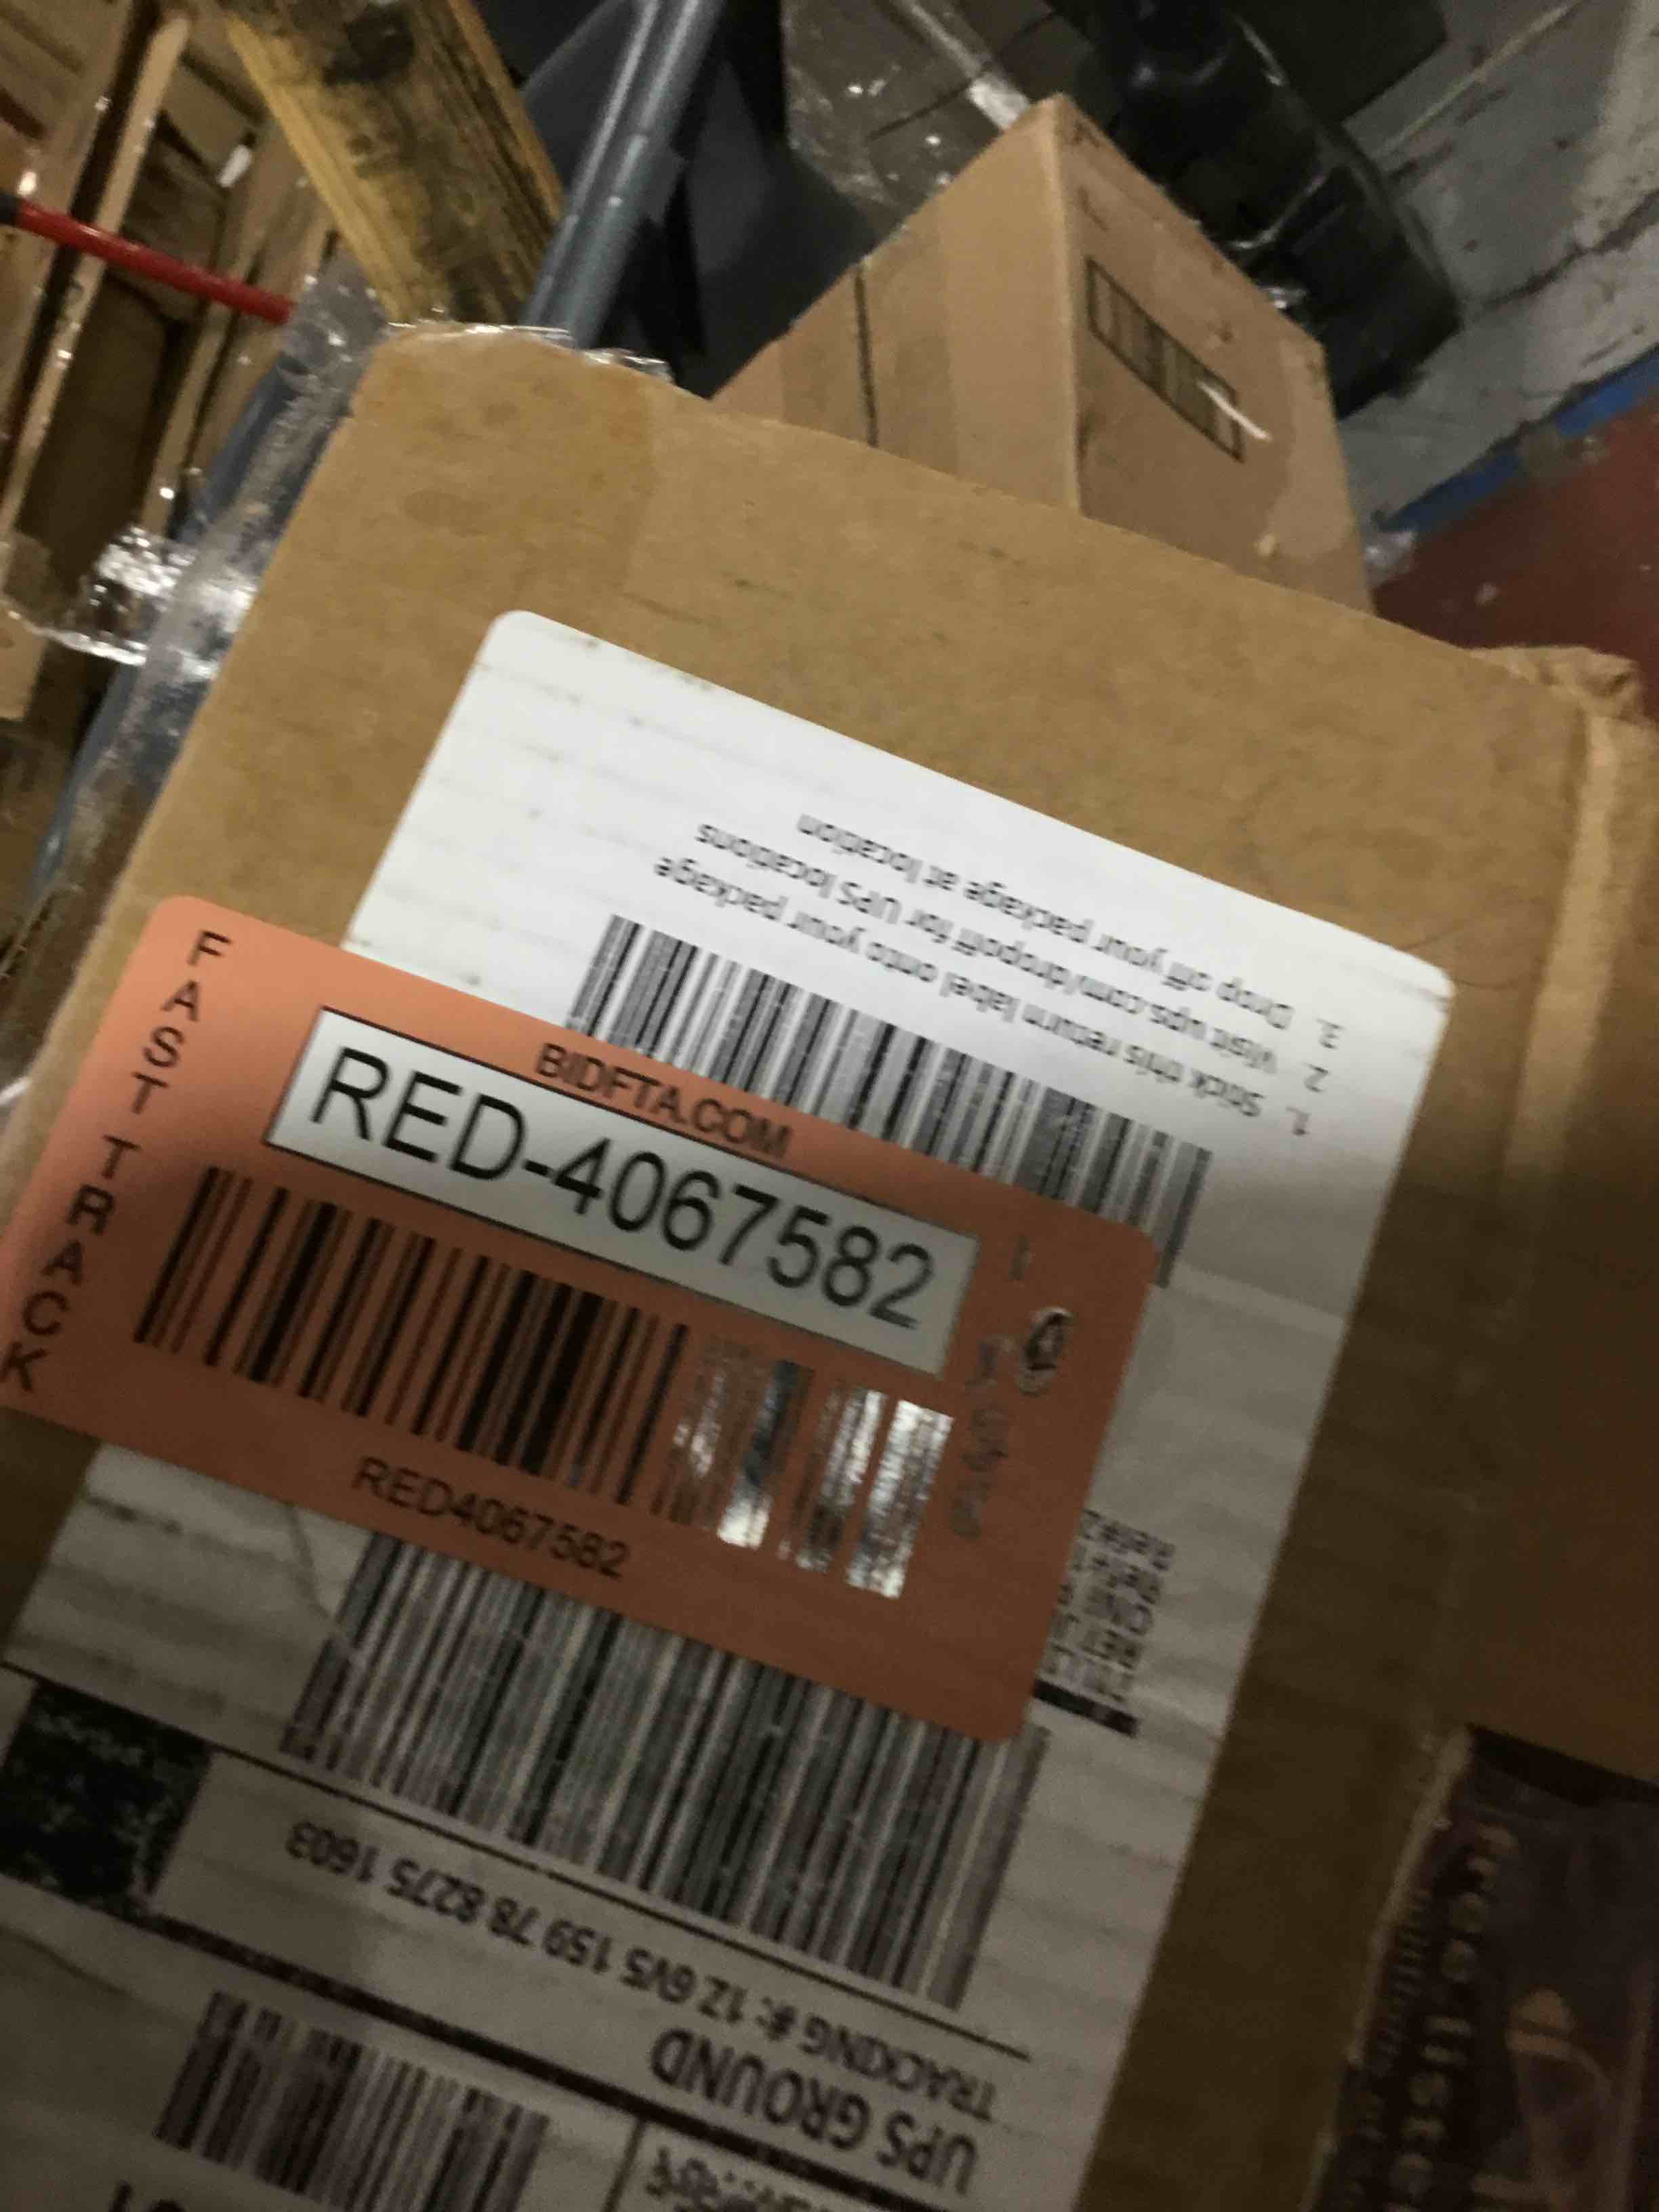 FAST TRACK
BIDFTA.COM
RED-4067582
RED4067582
1. Stick this return label onto your package
2. Visit ups.com/dropoff for UPS locations
3. Drop off your package at location
UPS GROUND
TRACKING #: 1Z 6V5 159 78 8275 1603